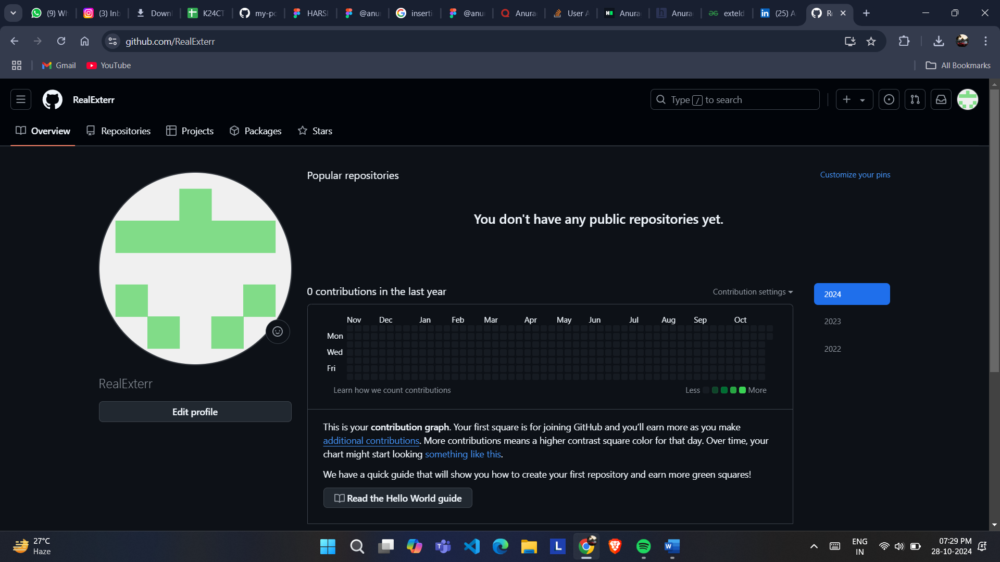 (9) Wh
(3) Inb
Downl
K24CT
my-po
HARSI
@anu
inserti
@anu
Anura
User A
Anura
Anura
exteld
(25) A
github.com/RealExterr
Gmail
YouTube
All Bookmarks
RealExterr
Type / to search
Overview
Repositories
Projects
Packages
Stars
Popular repositories
Customize your pins
You don't have any public repositories yet.
0 contributions in the last year
Contribution settings
2024
2023
2022
Nov Dec Jan Feb Mar Apr May Jun Jul Aug Sep Oct
Mon
Wed
Fri
Learn how we count contributions
Less More
RealExterr
Edit profile
This is your contribution graph. Your first square is for joining GitHub and you’ll earn more as you make
additional contributions. More contributions means a higher contrast square color for that day. Over time, your
chart might start looking something like this.
We have a quick guide that will show you how to create your first repository and earn more green squares!
Read the Hello World guide
27°C
Haze
ENG
IN
07:29 PM
28-10-2024